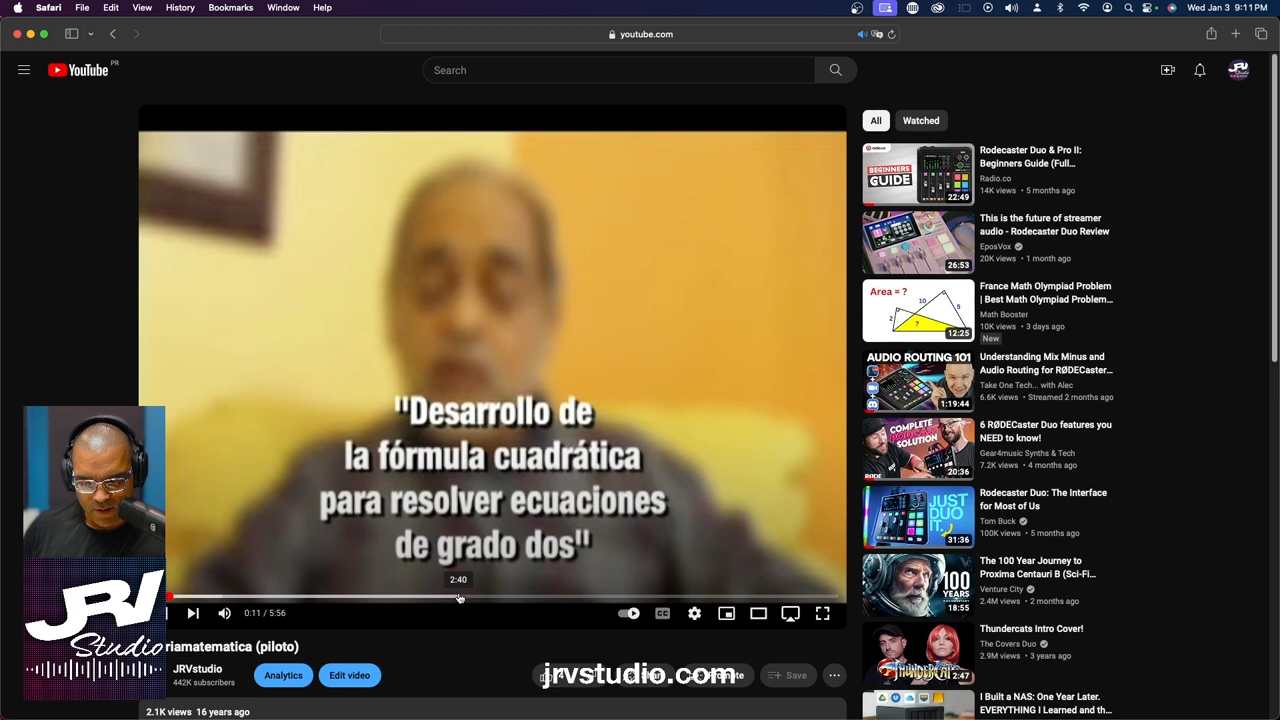 Safari File Edit View History Bookmarks Window Help
Wed Jan 3 9:11 PM
youtube.com
YouTube PR
Search
"Desarrollo de
la fórmula cuadrática
para resolver ecuaciones
de grado dos"
2:40
0:11 / 5:56
CC
riamatematica (piloto)
JRVstudio
442K subscribers
Analytics
Edit video
jrvstudio.com
Save
2.1K views 16 years ago
JRV
Studio
All
Watched
BEGINNERS
GUIDE
22:49
Rodecaster Duo & Pro II:
Beginners Guide (Full...
Radio.co
14K views • 5 months ago
26:53
This is the future of streamer
audio - Rodecaster Duo Review
EposVox
20K views • 1 month ago
Area = ?
10
5
2
?
12:25
France Math Olympiad Problem
| Best Math Olympiad Problem...
Math Booster
10K views • 3 days ago
New
AUDIO ROUTING 101
1:19:44
Understanding Mix Minus and
Audio Routing for RØDECaster...
Take One Tech... with Alec
6.6K views • Streamed 2 months ago
COMPLETE
PODCAST
SOLUTION
RØDE
20:36
6 RØDECaster Duo features you
NEED to know!
Gear4music Synths & Tech
7.2K views • 4 months ago
JUST
DUO
IT.
31:36
Rodecaster Duo: The Interface
for Most of Us
Tom Buck
100K views • 5 months ago
100
YEARS
18:55
The 100 Year Journey to
Proxima Centauri B (Sci-Fi...
Venture City
2.4M views • 2 months ago
THUNDERCATS
2:47
Thundercats Intro Cover!
The Covers Duo
2.9M views • 3 years ago
I Built a NAS: One Year Later.
EVERYTHING I Learned and th...